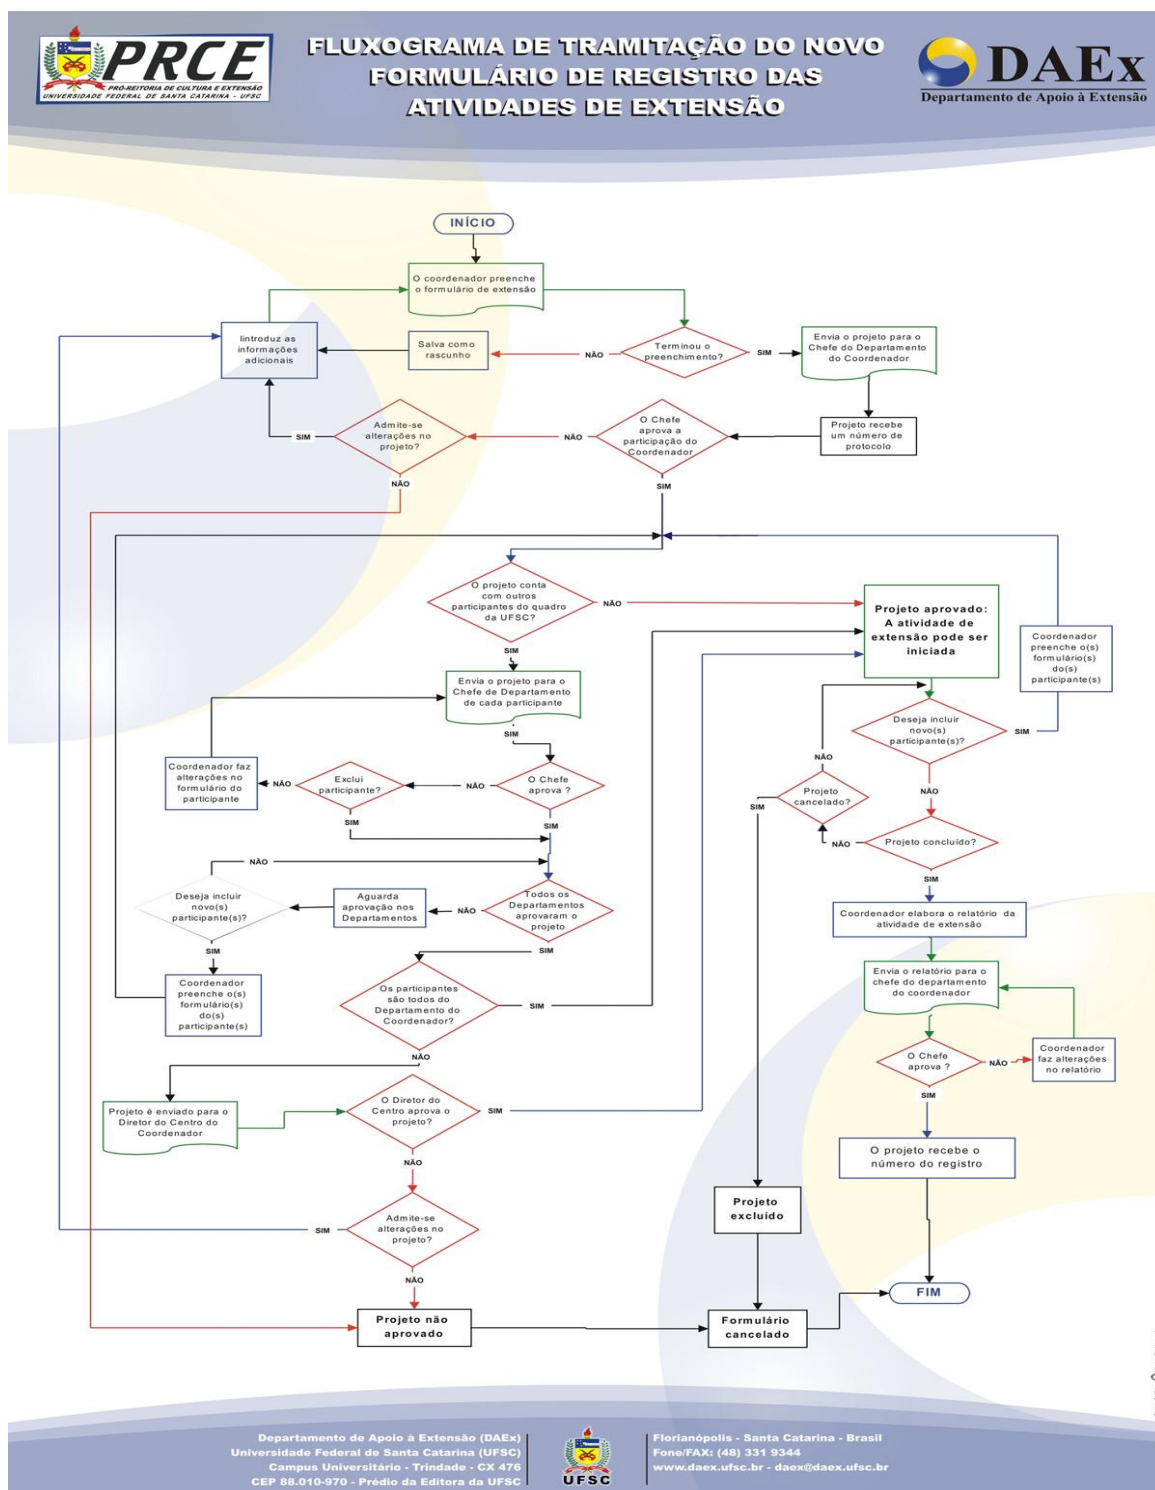 PRCE
PRÓ-REITORIA DE CULTURA E EXTENSÃO
UNIVERSIDADE FEDERAL DE SANTA CATARINA - UFSC
FLUXOGRAMA DE TRAMITAÇÃO DO NOVO
FORMULÁRIO DE REGISTRO DAS
ATIVIDADES DE EXTENSÃO
DAEx
Departamento de Apoio à Extensão
INÍCIO
O coordenador preenche
o formulário de extensão
Iintroduz as
informações
adicionais
Salva como
rascunho
NÃO
Terminou o
preenchimento?
SIM
Envia o projeto para o
Chefe do Departamento
do Coordenador
SIM
Admite-se
alterações no
projeto?
NÃO
NÃO
O Chefe
aprova a
participação do
Coordenador
SIM
Projeto recebe
um número de
protocolo
O projeto conta
com outros
participantes do quadro
da UFSC?
NÃO
SIM
Projeto aprovado:
A atividade de
extensão pode ser
iniciada
Coordenador
preenche o(s)
formulário(s)
do(s)
participante(s)
Envia o projeto para o
Chefe de Departamento
de cada participante
SIM
Deseja incluir
novo(s)
participante(s)?
SIM
NÃO
Coordenador faz
alterações no
formulário do
participante
NÃO
Exclui
participante?
SIM
NÃO
O Chefe
aprova ?
SIM
NÃO
Projeto
cancelado?
SIM
NÃO
Projeto concluído?
SIM
NÃO
Deseja incluir
novo(s)
participante(s)?
SIM
Aguarda
aprovação nos
Departamentos
NÃO
Todos os
Departamentos
aprovaram o
projeto
SIM
Coordenador elabora o relatório da
atividade de extensão
Coordenador
preenche o(s)
formulário(s)
do(s)
participante(s)
Os participantes
são todos do
Departamento do
Coordenador?
SIM
NÃO
Envia o relatório para o
chefe do departamento
do coordenador
O Chefe
aprova ?
NÃO
SIM
Coordenador
faz alterações
no relatório
Projeto é enviado para o
Diretor do Centro do
Coordenador
O Diretor do
Centro aprova o
projeto?
SIM
NÃO
O projeto recebe o
número do registro
SIM
Admite-se
alterações no
projeto?
NÃO
Projeto
excluído
Projeto não
aprovado
Formulário
cancelado
FIM
Departamento de Apoio à Extensão (DAEx)
Universidade Federal de Santa Catarina (UFSC)
Campus Universitário - Trindade - CX 476
CEP 88.010-970 - Prédio da Editora da UFSC
UFSC
Florianópolis - Santa Catarina - Brasil
Fone/FAX: (48) 331 9344
www.daex.ufsc.br - daex@daex.ufsc.br